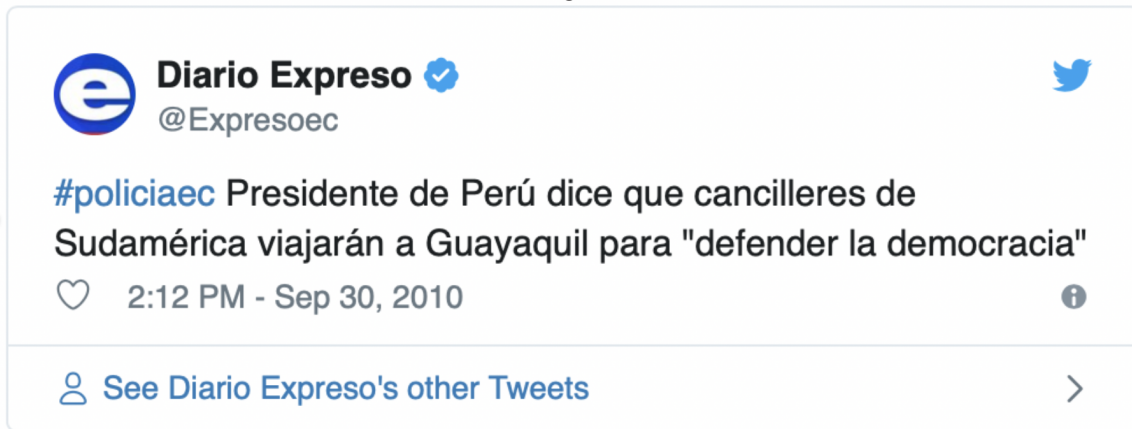 Diario Expreso
@Expresoec
#policiaec Presidente de Perú dice que cancilleres de
Sudamérica viajarán a Guayaquil para "defender la democracia"
2:12 PM - Sep 30, 2010
See Diario Expreso's other Tweets